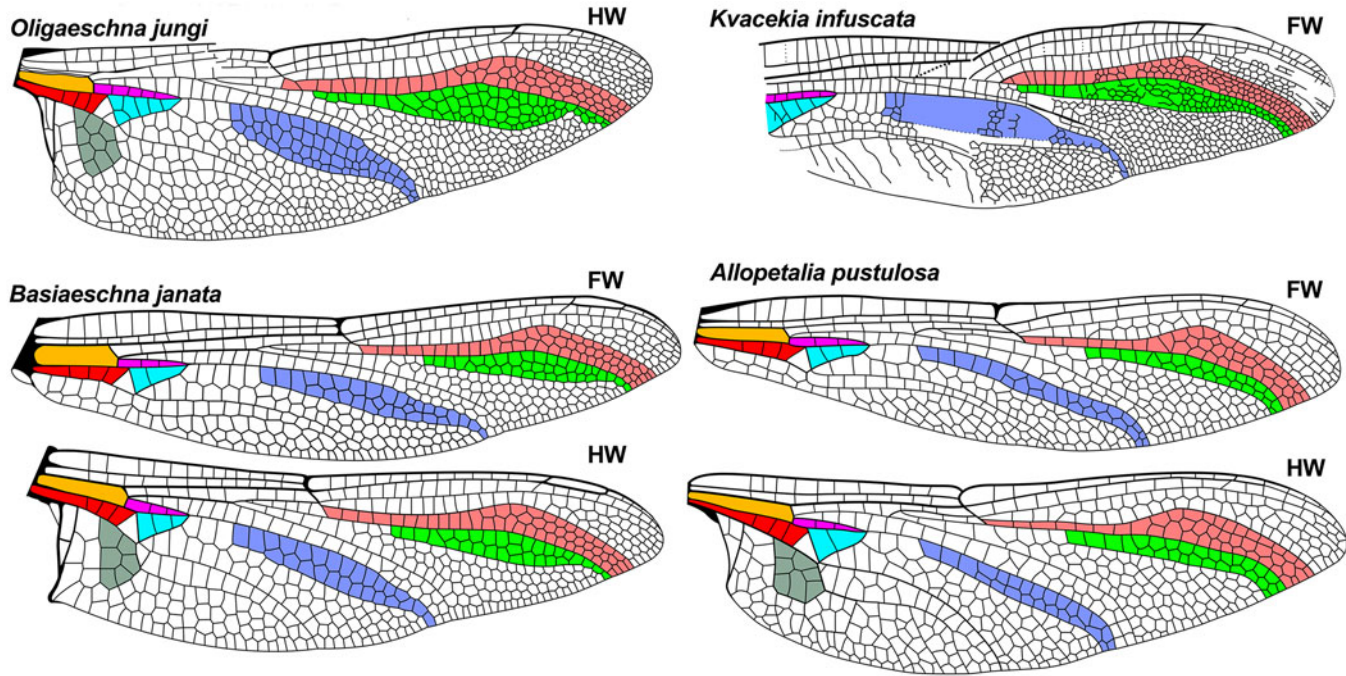 Oligaeschna jungi
HW
Kvacekia infuscata
FW
Basiaeschna janata
FW
Allopetalia pustulosa
FW
HW
HW